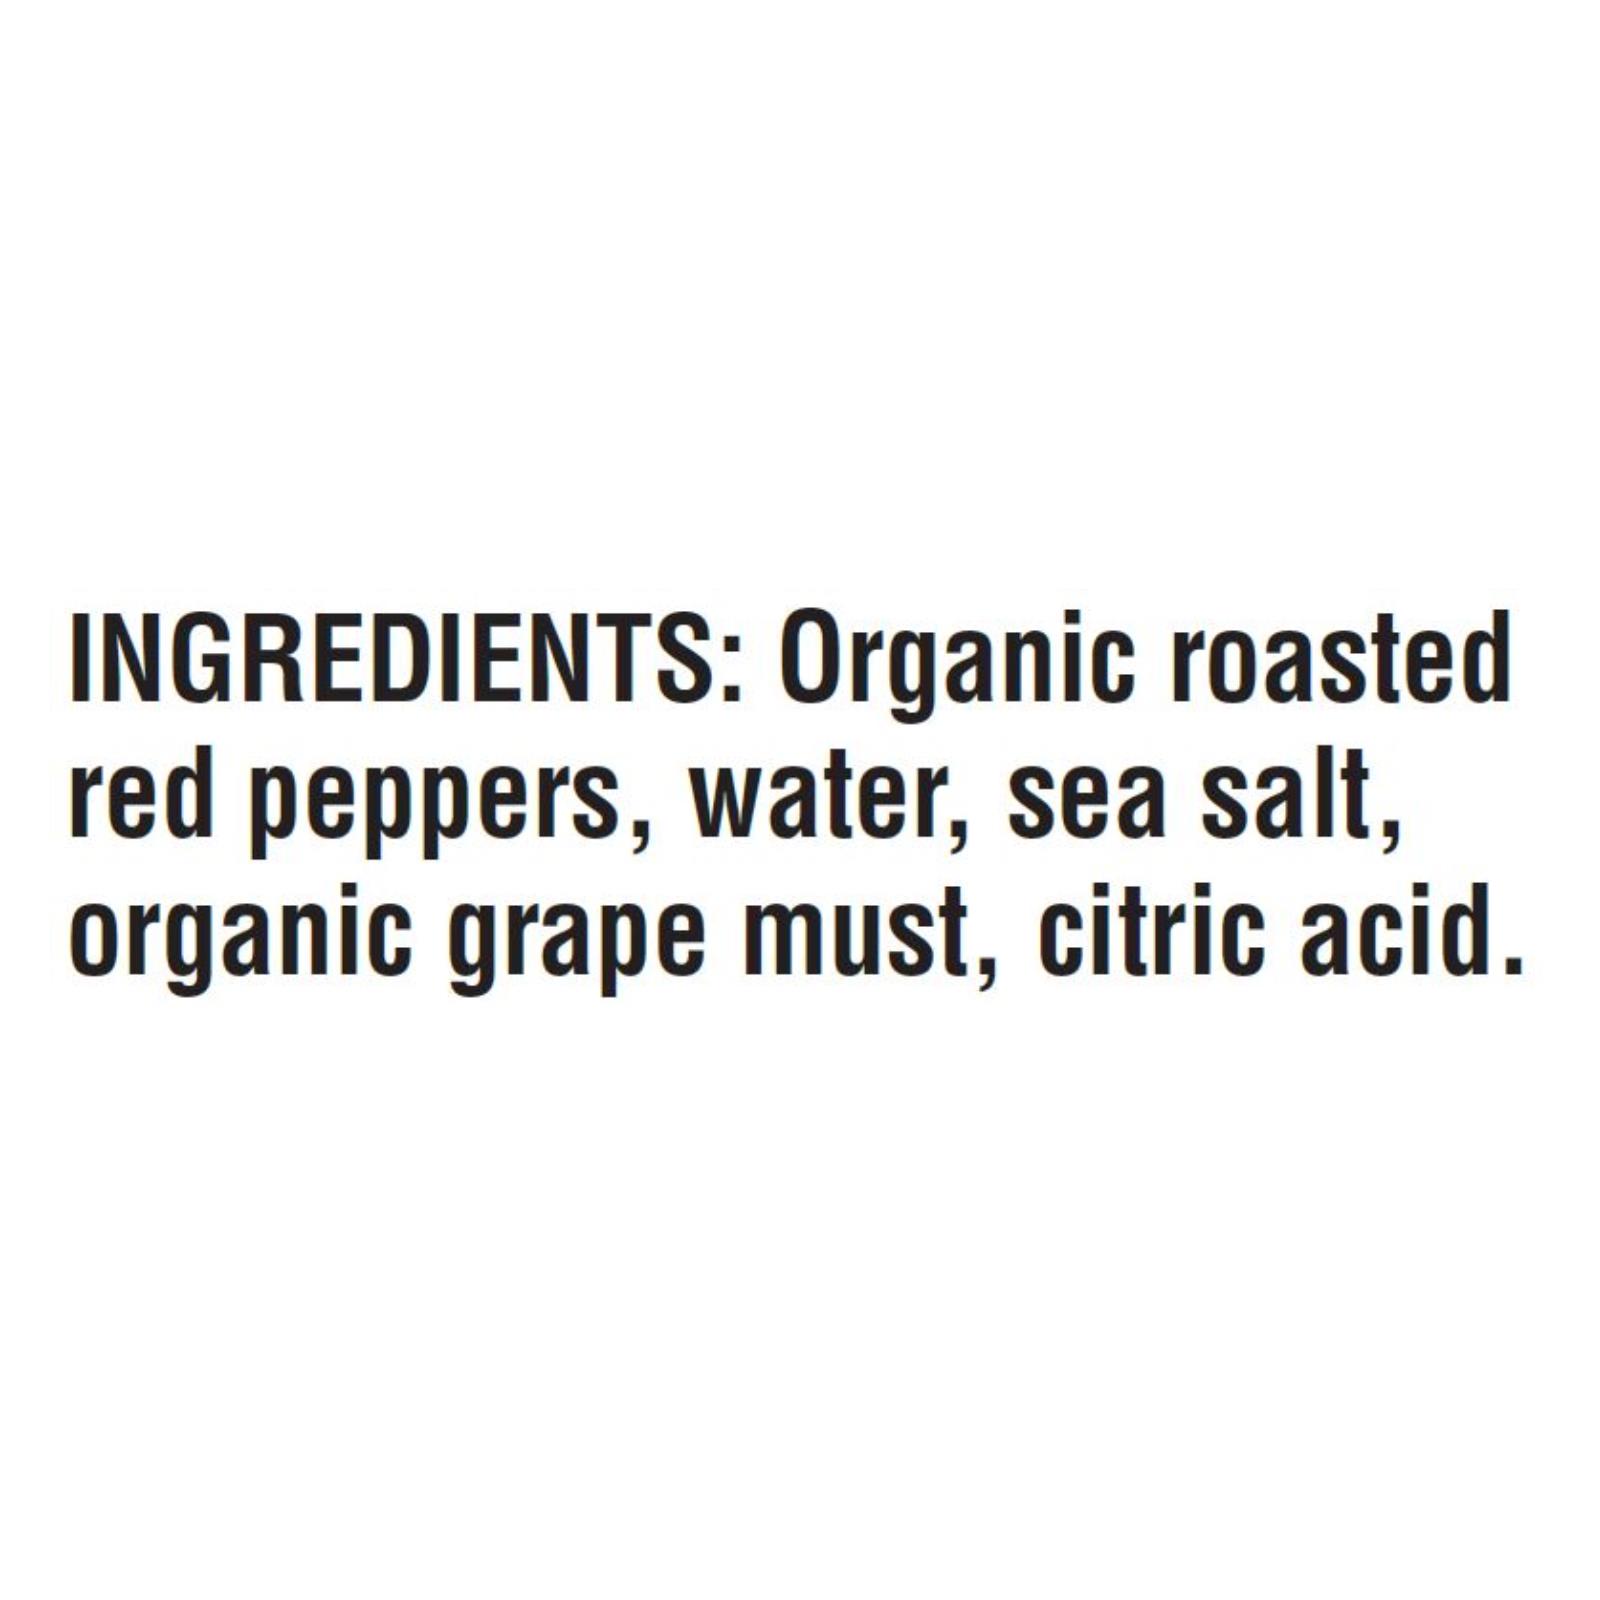 INGREDIENTS: Organic roasted
red peppers, water, sea salt,
organic grape must, citric acid.